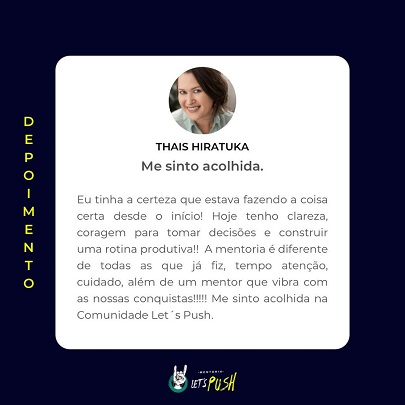 DEPOIMENTO
THAIS HIRATUKA
Me sinto acolhida.
Eu tinha a certeza que estava fazendo a coisa
certa desde o início! Hoje tenho clareza,
coragem para tomar decisões e construir
uma rotina produtiva!! A mentoria é diferente
de todas as que já fiz, tempo atenção,
cuidado, além de um mentor que vibra com
as nossas conquistas!!!!! Me sinto acolhida na
Comunidade Let´s Push.
MENTORIA
LET'S PUSH